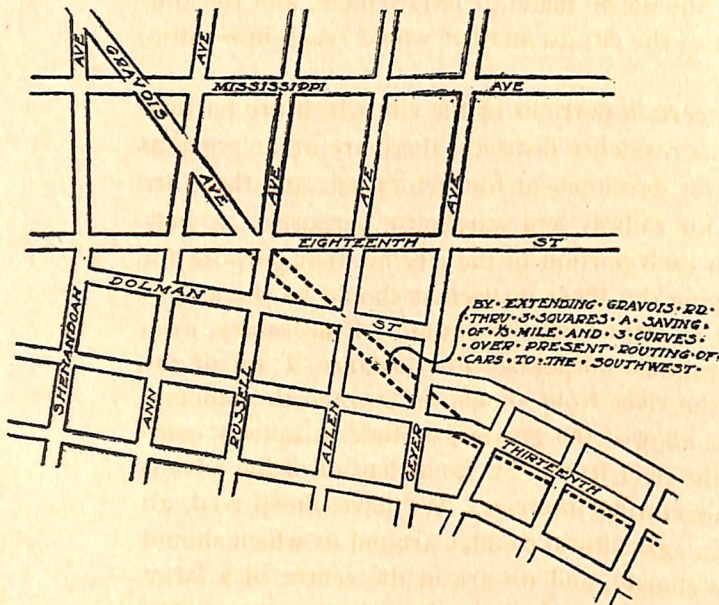 AVE
GRAVOIS
AVE
MISSISSIPPI AVE
AVE
AVE
AVE
AVE
EIGHTEENTH ST
DOLMAN ST
BY·EXTENDING·GRAVOIS·RD·
·THRU·3·SQUARES·A·SAVING·
·OF·⅓·MILE·AND·3·CURVES·
·OVER·PRESENT·ROUTING·OF·
·CARS·TO·THE·SOUTHWEST·
SHENANDOAH
ANN
RUSSELL
ALLEN
GEYER
THIRTEENTH